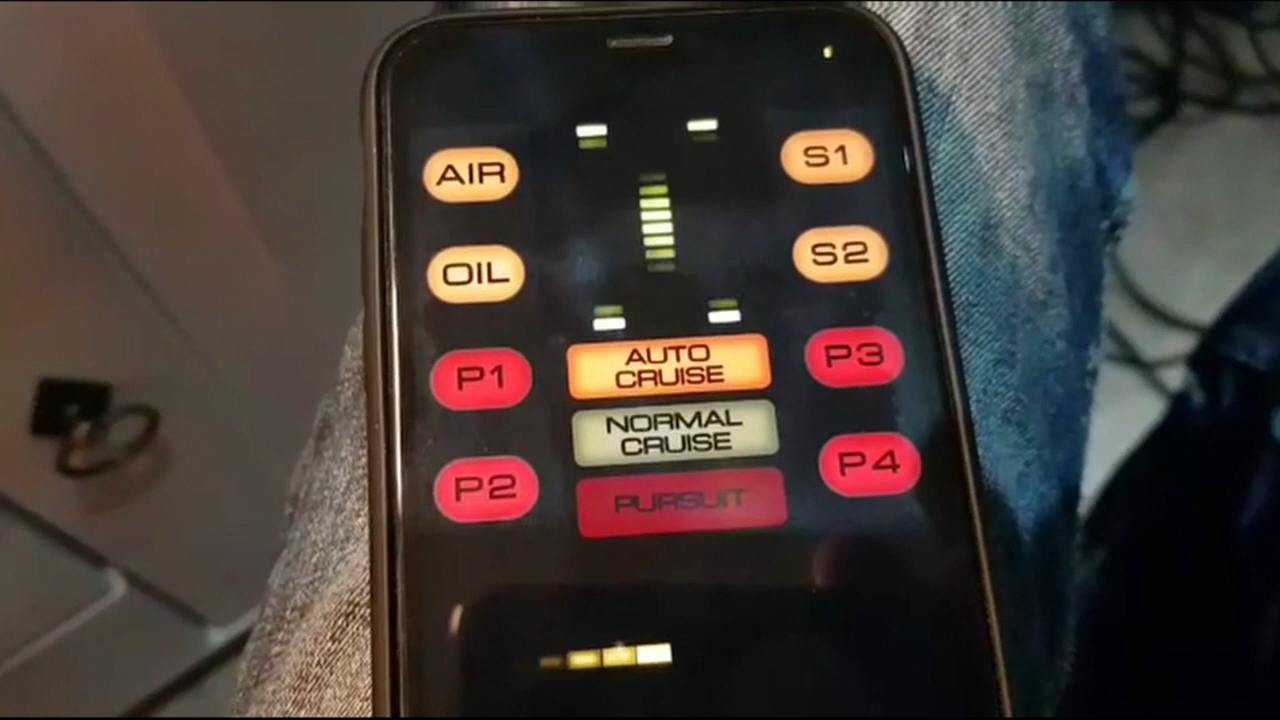 AIR
S1
OIL
S2
AUTO
CRUISE
P1
P3
NORMAL
CRUISE
P2
P4
PURSUIT